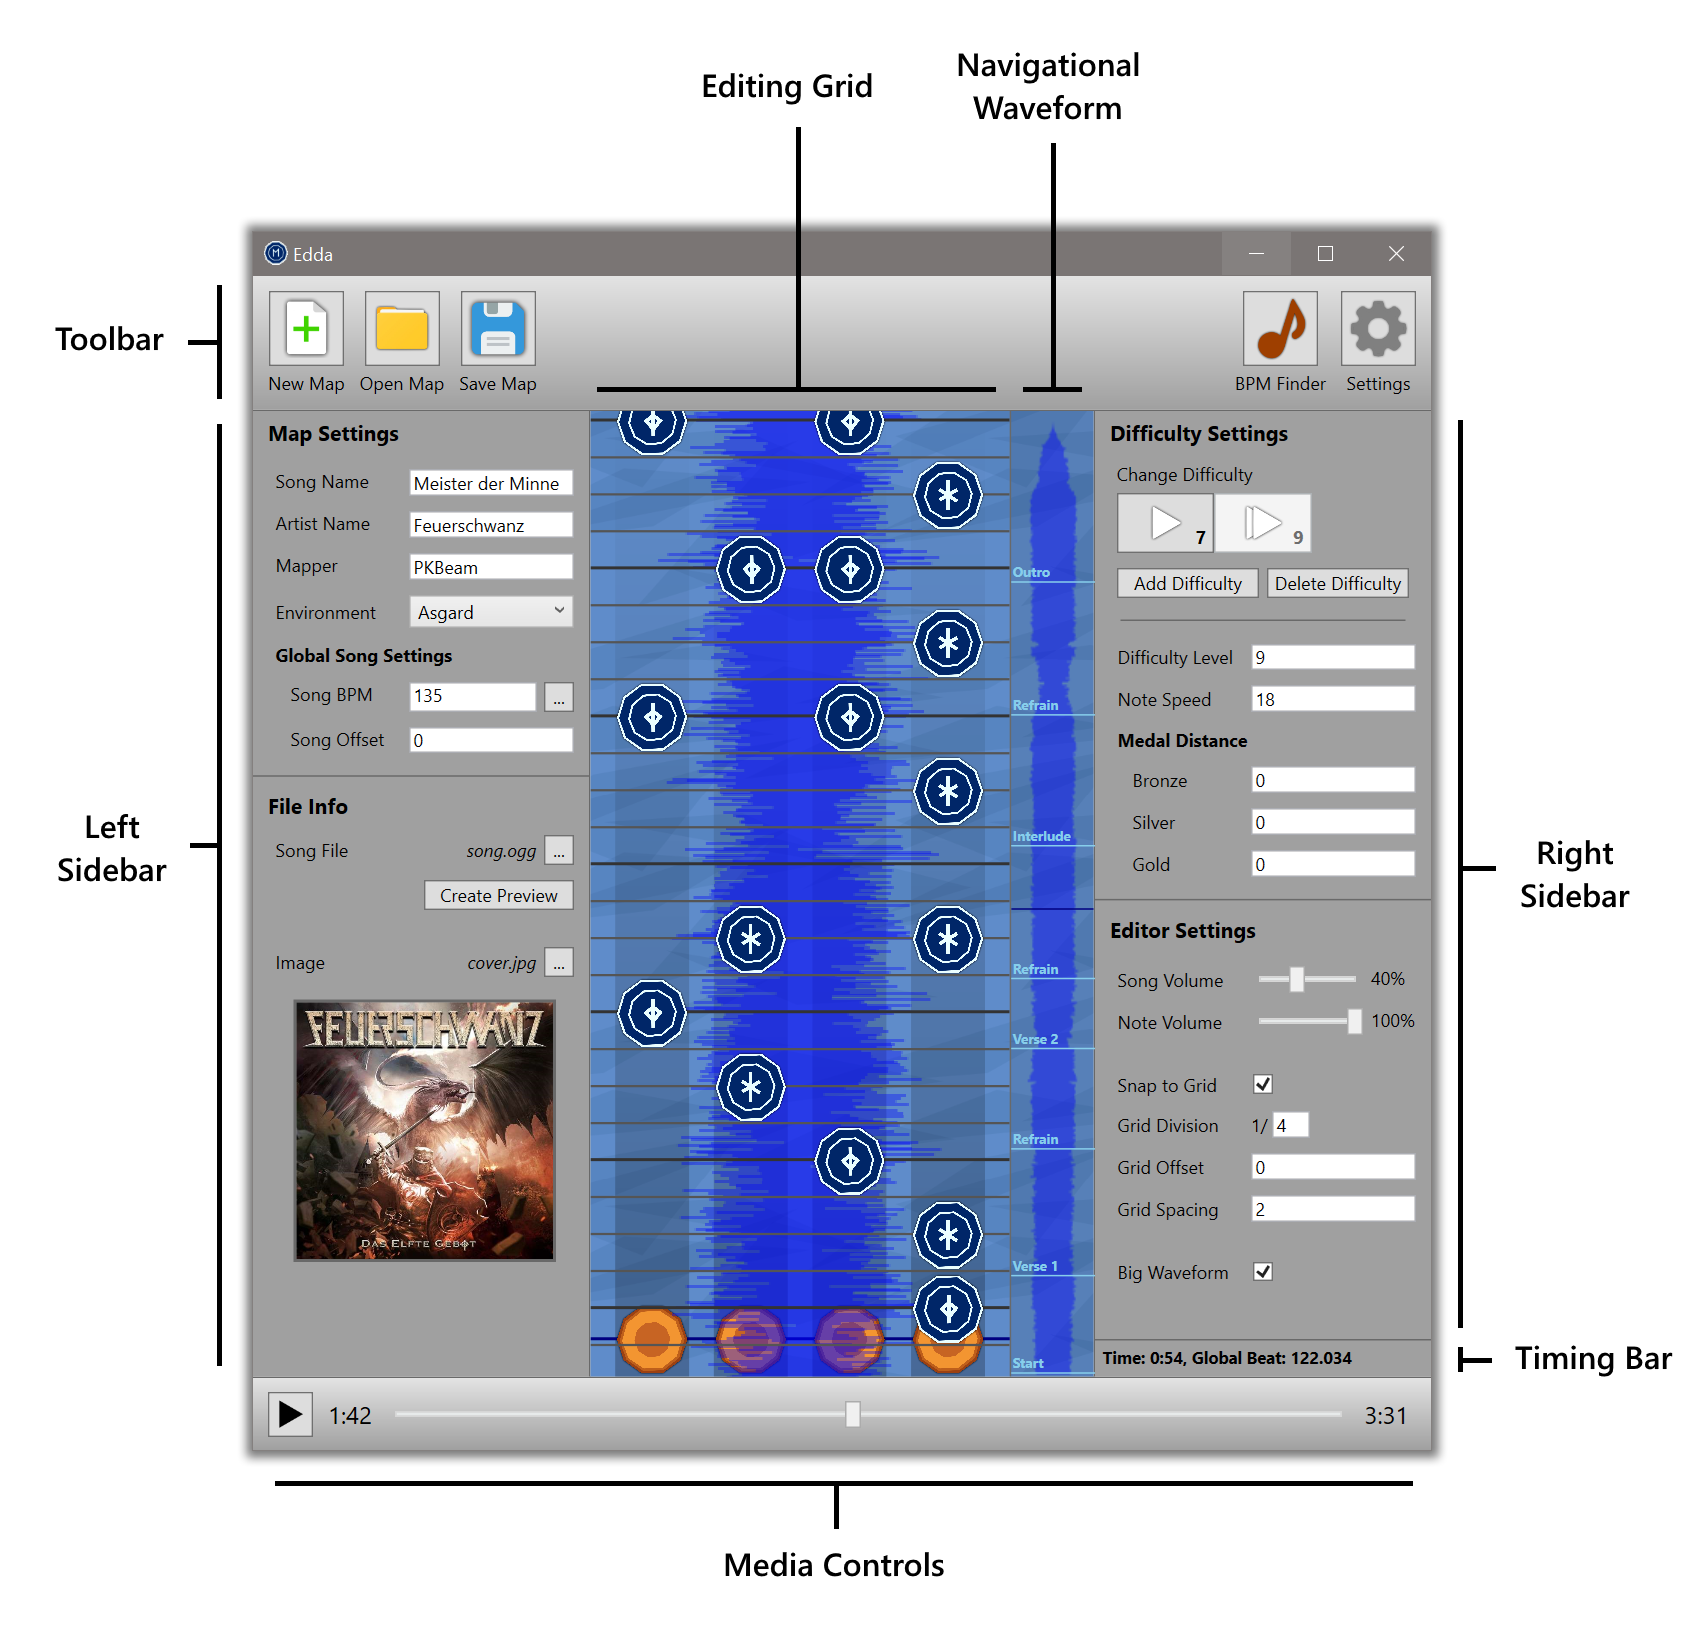 Editing Grid
Navigational
Waveform
Edda
Toolbar
New Map
Open Map
Save Map
BPM Finder
Settings
Map Settings
Song Name
Meister der Minne
Artist Name
Feuerschwanz
Mapper
PKBeam
Environment
Asgard
Global Song Settings
Song BPM
135
...
Song Offset
0
File Info
Song File
song.ogg
...
Create Preview
Image
cover.jpg
...
FEUERSCHWANZ
DAS ELFTE GEBOT
Left
Sidebar
Outro
Refrain
Interlude
Refrain
Verse 2
Refrain
Verse 1
Start
Difficulty Settings
Change Difficulty
7
9
Add Difficulty
Delete Difficulty
Difficulty Level
9
Note Speed
18
Medal Distance
Bronze
0
Silver
0
Gold
0
Editor Settings
Song Volume
40%
Note Volume
100%
Snap to Grid
Grid Division
1/ 4
Grid Offset
0
Grid Spacing
2
Big Waveform
Right
Sidebar
Time: 0:54, Global Beat: 122.034
Timing Bar
1:42
3:31
Media Controls